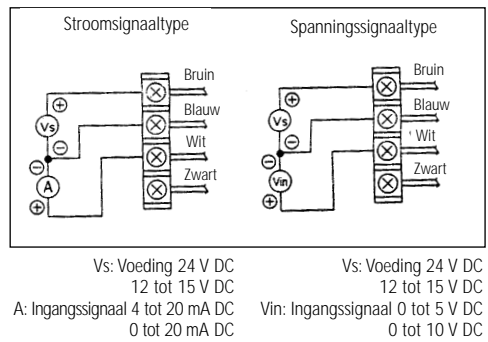 Stroomsignaaltype
Spanningssignaaltype
Bruin
Blauw
Wit
Zwart
Vs
A
Bruin
Blauw
Wit
Zwart
Vs
Vin
Vs: Voeding 24 V DC
12 tot 15 V DC
A: Ingangssignaal 4 tot 20 mA DC
0 tot 20 mA DC
Vs: Voeding 24 V DC
12 tot 15 V DC
Vin: Ingangssignaal 0 to 5 V DC
0 tot 10 V DC